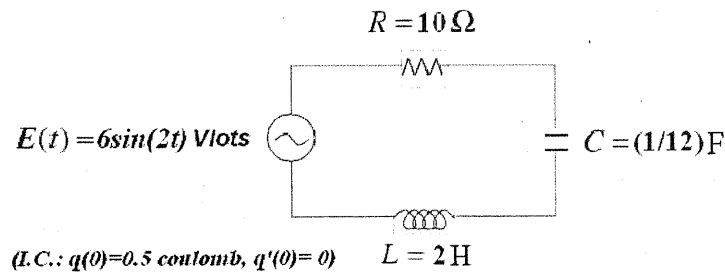 R = 10 Ω
E(t) = 6sin(2t) Vlots
C = (1/12) F
(I.C.: q(0)=0.5 coulomb, q'(0)= 0)
L = 2 H